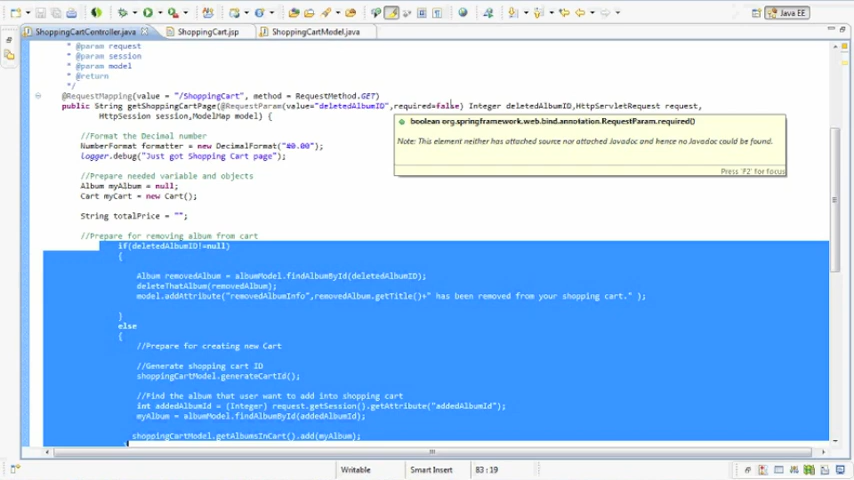 Java EE
ShoppingCartController.java
ShoppingCart.jsp
ShoppingCartModel.java
* @param request
* @param session
* @param model
* @return
*/
@RequestMapping(value = "/ShoppingCart", method = RequestMethod.GET)
public String getShoppingCartPage(@RequestParam(value="deletedAlbumID",required=false) Integer deletedAlbumID,HttpServletRequest request,
HttpSession session,ModelMap model) {
boolean org.springframework.web.bind.annotation.RequestParam.required()
Note: This element neither has attached source nor attached Javadoc and hence no Javadoc could be found.
Press 'F2' for focus
//Format the Decimal number
NumberFormat formatter = new DecimalFormat("#0.00");
logger.debug("Just got Shopping Cart page");
//Prepare needed variable and objects
Album myAlbum = null;
Cart myCart = new Cart();
String totalPrice = "";
//Prepare for removing album from cart
if(deletedAlbumID!=null)
{
Album removedAlbum = albumModel.findAlbumById(deletedAlbumID);
deleteThatAlbum(removedAlbum);
model.addAttribute("removedAlbumInfo",removedAlbum.getTitle()+" has been removed from your shopping cart." );
}
else
{
//Prepare for creating new Cart
//Generate shopping cart ID
shoppingCartModel.generateCartId();
//Find the album that user want to add into shopping cart
int addedAlbumId = (Integer) request.getSession().getAttribute("addedAlbumId");
myAlbum = albumModel.findAlbumById(addedAlbumId);
shoppingCartModel.getAlbumsInCart().add(myAlbum);
}
Writable
Smart Insert
83 : 19